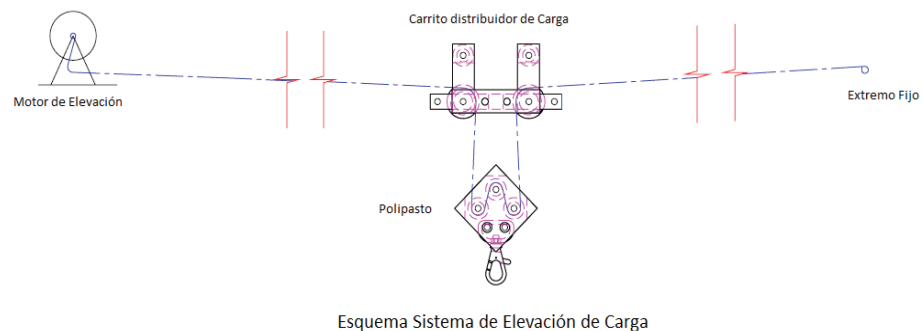 Carrito distribuidor de Carga
Motor de Elevación
Extremo Fijo
Polipasto
Esquema Sistema de Elevación de Carga